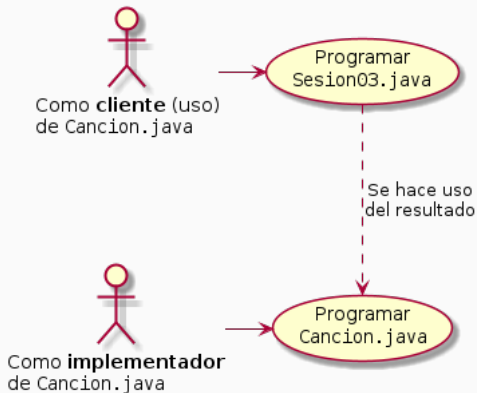 Programar
Sesion03.java
Como cliente (uso)
de Cancion.java
Se hace uso
del resultado
Programar
Cancion.java
Como implementador
de Cancion.java